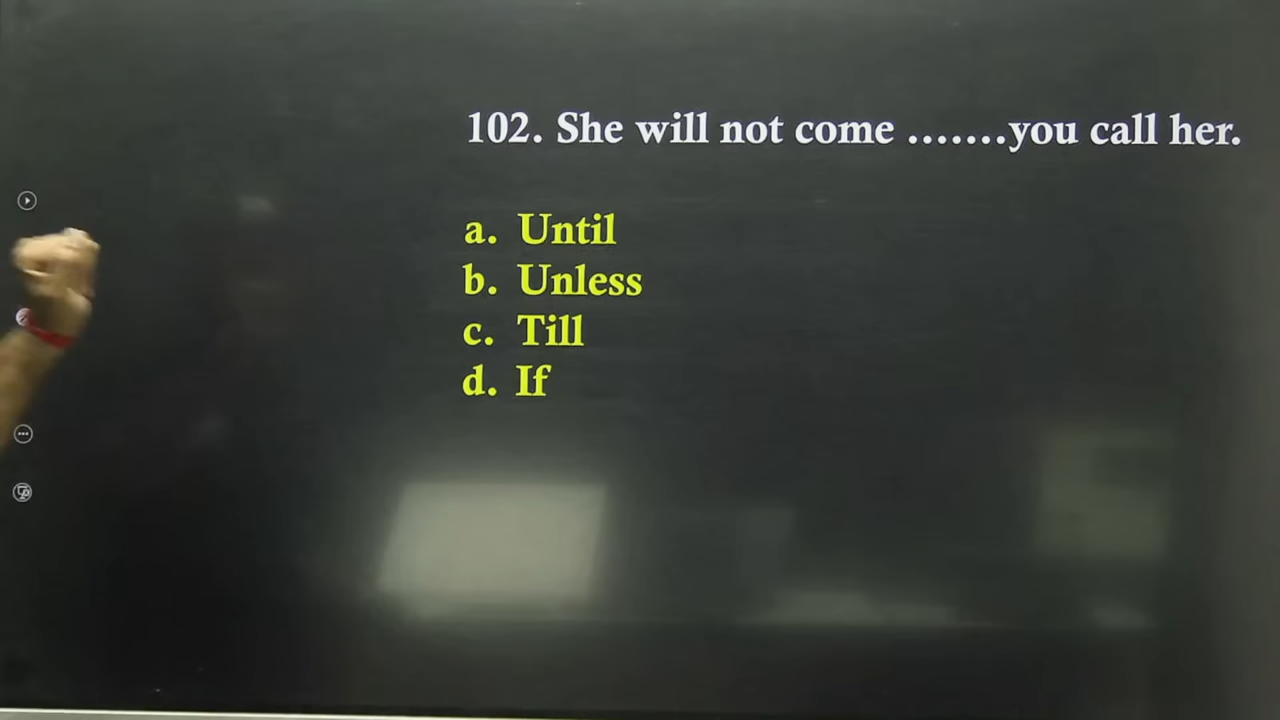 102. She will not come .......you call her.
a. Until
b. Unless
c. Till
d. If